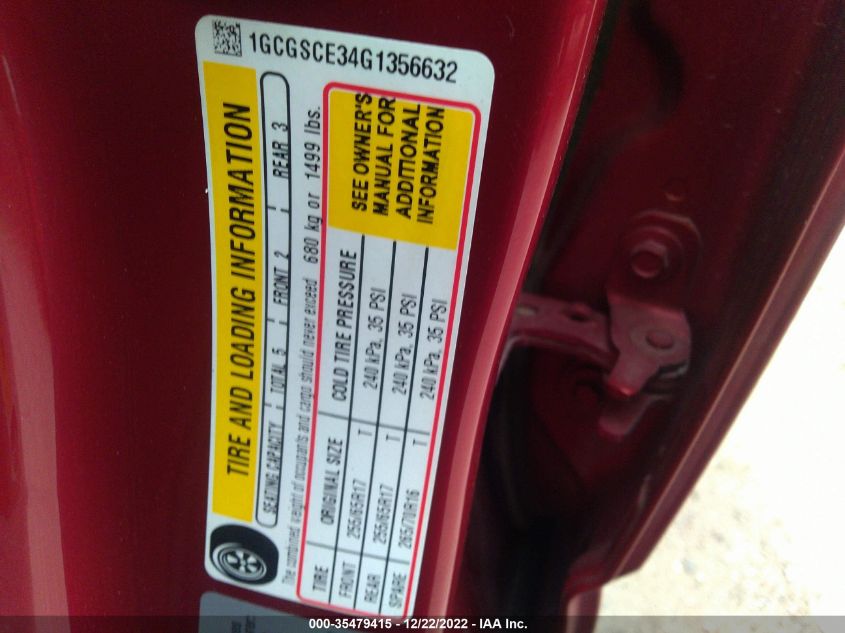 1GCGSCE34G1356632
TIRE AND LOADING INFORMATION
SEATING CAPACITY TOTAL 5 FRONT 2 REAR 3
The combined weight of occupants and cargo should never exceed 680 kg or 1499 lbs.
TIRE ORIGINAL SIZE COLD TIRE PRESSURE
FRONT 255/65R17 T 240 kPa, 35 PSI
REAR 255/65R17 T 240 kPa, 35 PSI
SPARE 265/70R16 T 240 kPa, 35 PSI
SEE OWNER'S
MANUAL FOR
ADDITIONAL
INFORMATION
000-35479415 - 12/22/2022 - IAA Inc.